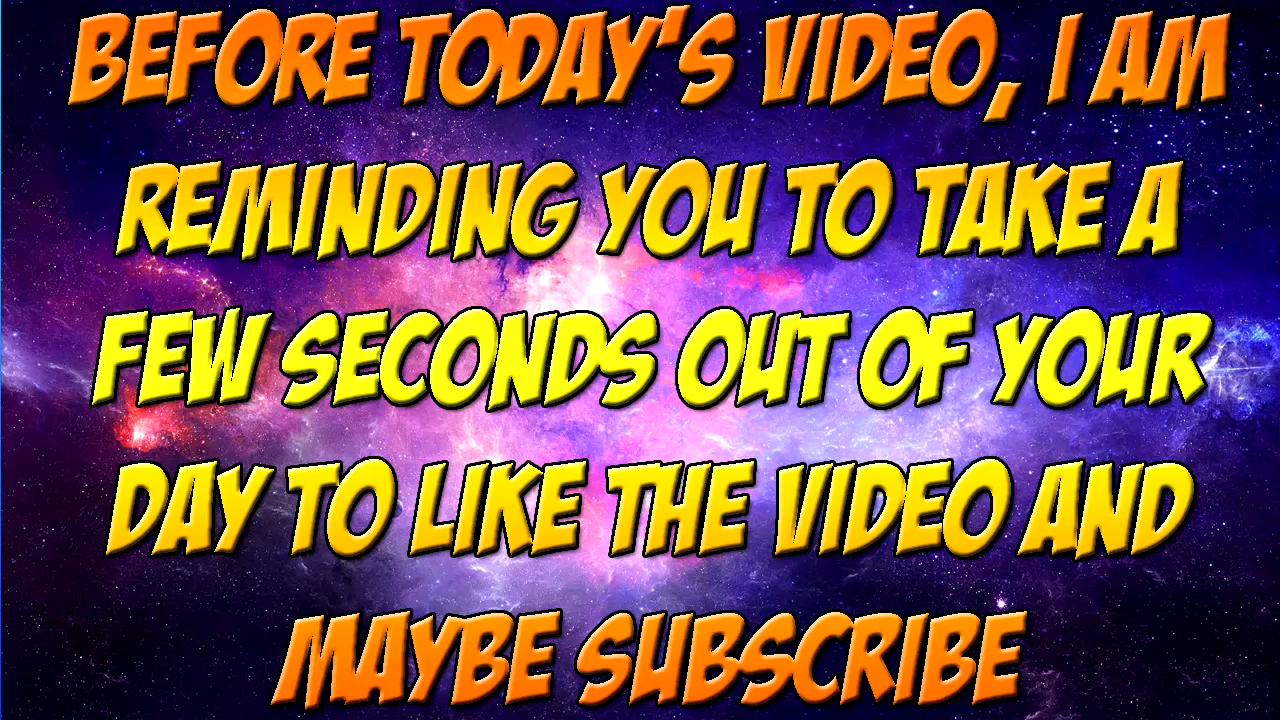 BEFORE TODAY'S VIDEO, I AM
REMINDING YOU TO TAKE A
FEW SECONDS OUT OF YOUR
DAY TO LIKE THE VIDEO AND
MAYBE SUBSCRIBE